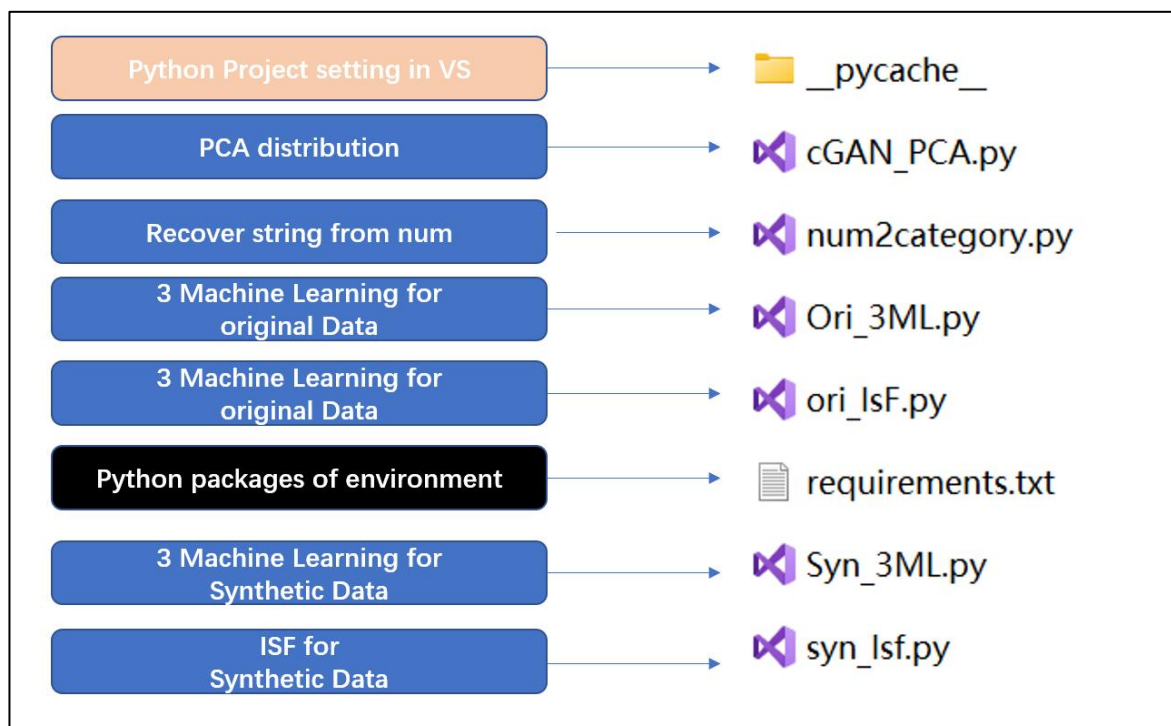 Python Project setting in VS
__pycache__
PCA distribution
cGAN_PCA.py
Recover string from num
num2category.py
3 Machine Learning for
original Data
Ori_3ML.py
3 Machine Learning for
original Data
ori_IsF.py
Python packages of environment
requirements.txt
3 Machine Learning for
Synthetic Data
Syn_3ML.py
ISF for
Synthetic Data
syn_Isf.py